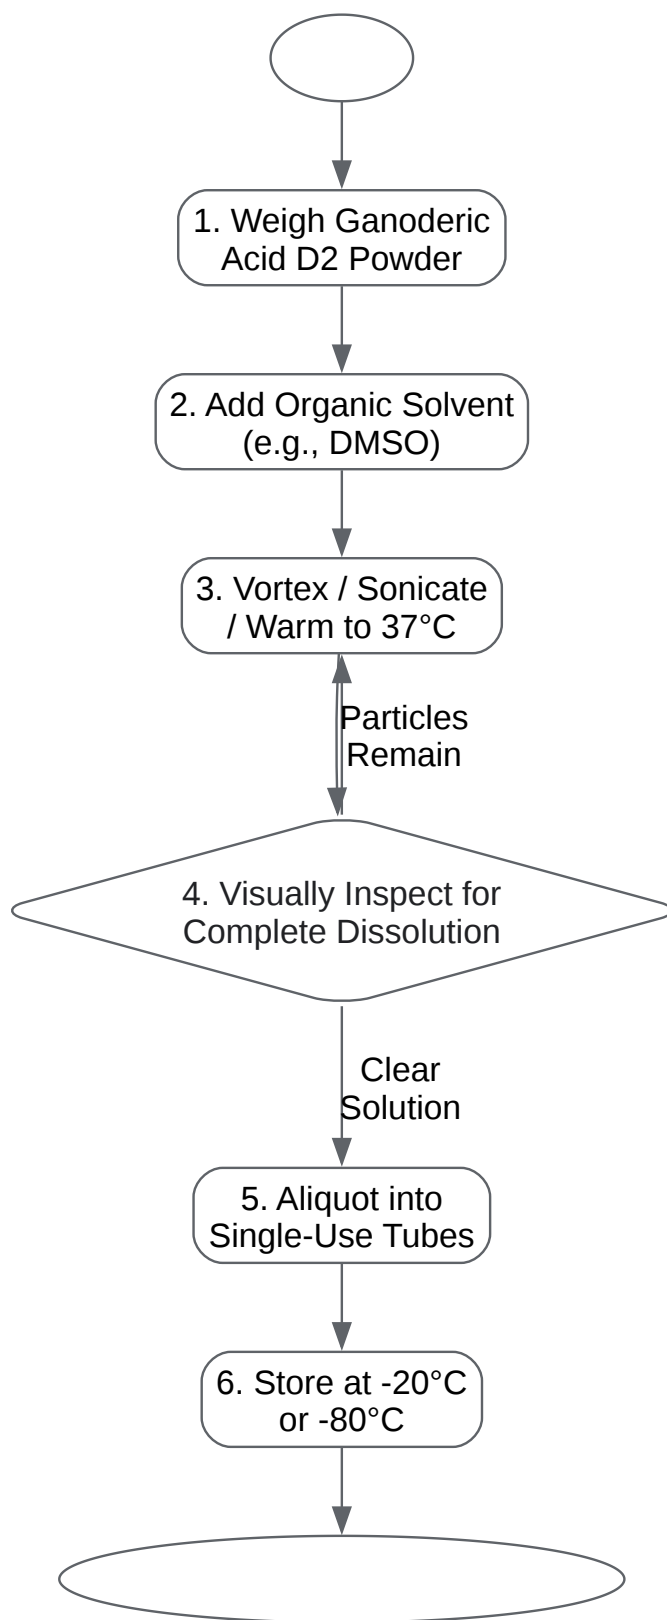 1. Weigh Ganoderic
Acid D2 Powder
2. Add Organic Solvent
(e.g., DMSO)
3. Vortex / Sonicate
/ Warm to 37°C
Particles
Remain
4. Visually Inspect for
Complete Dissolution
Clear
Solution
5. Aliquot into
Single-Use Tubes
6. Store at -20°C
or -80°C